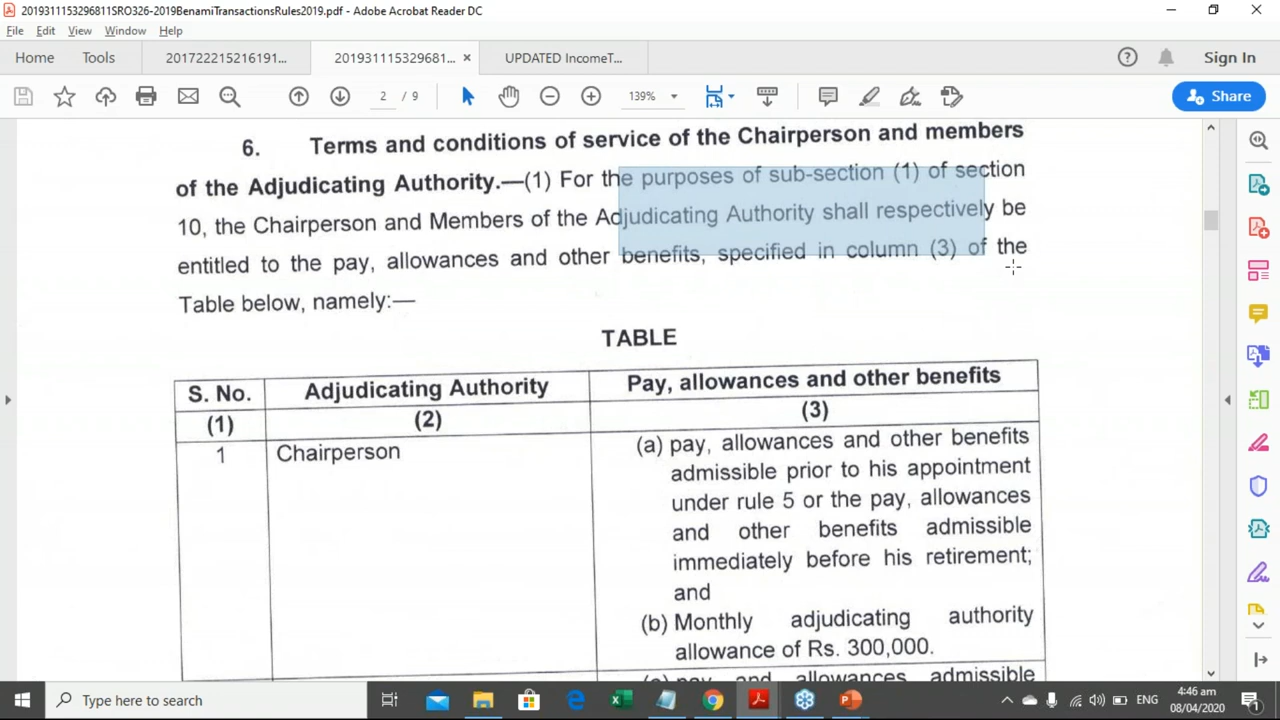 201931115329681​1SRO326-2019BenamiTransactionsRules2019.pdf - Adobe Acrobat Reader DC
File Edit View Window Help
Home Tools 201722215216191... 201931115329681... × UPDATED IncomeT... Sign In
2 / 9 139% Share
6. Terms and conditions of service of the Chairperson and members
of the Adjudicating Authority.—(1) For the purposes of sub-section (1) of section
10, the Chairperson and Members of the Adjudicating Authority shall respectively be
entitled to the pay, allowances and other benefits, specified in column (3) of the
Table below, namely:—
TABLE
S. No. Adjudicating Authority Pay, allowances and other benefits
(1) (2) (3)
1 Chairperson (a) pay, allowances and other benefits
admissible prior to his appointment
under rule 5 or the pay, allowances
and other benefits admissible
immediately before his retirement;
and
(b) Monthly adjudicating authority
allowance of Rs. 300,000.
(a) pay and allowances admissible
Type here to search ENG 4:46 am
08/04/2020